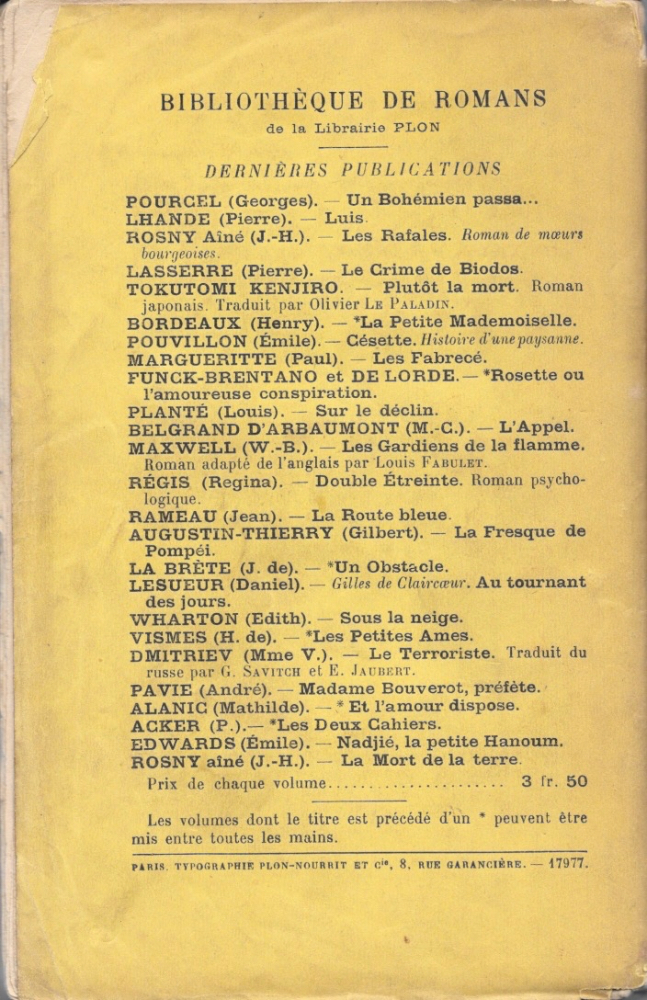 BIBLIOTHÈQUE DE ROMANS
de la Librairie PLON
DERNIÈRES PUBLICATIONS
POURCEL (Georges). — Un Bohémien passa...
LHANDE (Pierre). — Luis.
ROSNY Aîné (J.-H.). — Les Rafales. Roman de mœurs
bourgeoises.
LASSERRE (Pierre). — Le Crime de Biodos.
TOKUTOMI KENJIRO. — Plutôt la mort. Roman
japonais. Traduit par Olivier LE PALADIN.
BORDEAUX (Henry). — *La Petite Mademoiselle.
POUVILLON (Émile). — Césette. Histoire d'une paysanne.
MARGUERITTE (Paul). — Les Fabrecé.
FUNCK-BRENTANO et DE LORDE. — *Rosette ou
l'amoureuse conspiration.
PLANTÉ (Louis). — Sur le déclin.
BELGRAND D'ARBAUMONT (M.-C.). — L'Appel.
MAXWELL (W.-B.). — Les Gardiens de la flamme.
Roman adapté de l'anglais par Louis FABULET.
RÉGIS (Regina). — Double Étreinte. Roman psycho-
logique.
RAMEAU (Jean). — La Route bleue.
AUGUSTIN-THIERRY (Gilbert). — La Fresque de
Pompéi.
LA BRÈTE (J. de). — *Un Obstacle.
LESUEUR (Daniel). — Gilles de Claircœur. Au tournant
des jours.
WHARTON (Edith). — Sous la neige.
VISMES (H. de). — *Les Petites Ames.
DMITRIEV (Mme V.). — Le Terroriste. Traduit du
russe par G. SAVITCH et E. JAUBERT.
PAVIE (André). — Madame Bouverot, préfète.
ALANIC (Mathilde). — * Et l'amour dispose.
ACKER (P.). — *Les Deux Cahiers.
EDWARDS (Émile). — Nadjié, la petite Hanoum.
ROSNY aîné (J.-H.). — La Mort de la terre.
Prix de chaque volume...................... 3 fr. 50
Les volumes dont le titre est précédé d'un * peuvent être
mis entre toutes les mains.
PARIS. TYPOGRAPHIE PLON-NOURRIT ET Cie, 8, RUE GARANCIÈRE. — 17977.